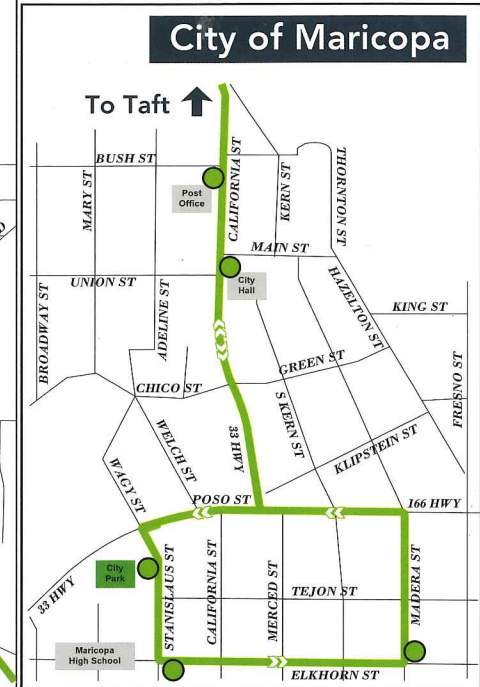 City of Maricopa
To Taft
BUSH ST
MARY ST
Post
Office
CALIFORNIA ST
KERN ST
THORNTON ST
MAIN ST
UNION ST
City
Hall
BROADWAY ST
ADELINE ST
HAZELTON ST
KING ST
GREEN ST
FRESNO ST
CHICO ST
S KERN ST
WELCH ST
33 HWY
KLIPSTEIN ST
WAGY ST
POSO ST
166 HWY
City
Park
STANISLAUS ST
CALIFORNIA ST
MERCED ST
TEJON ST
MADERA ST
33 HWY
Maricopa
High School
ELKHORN ST